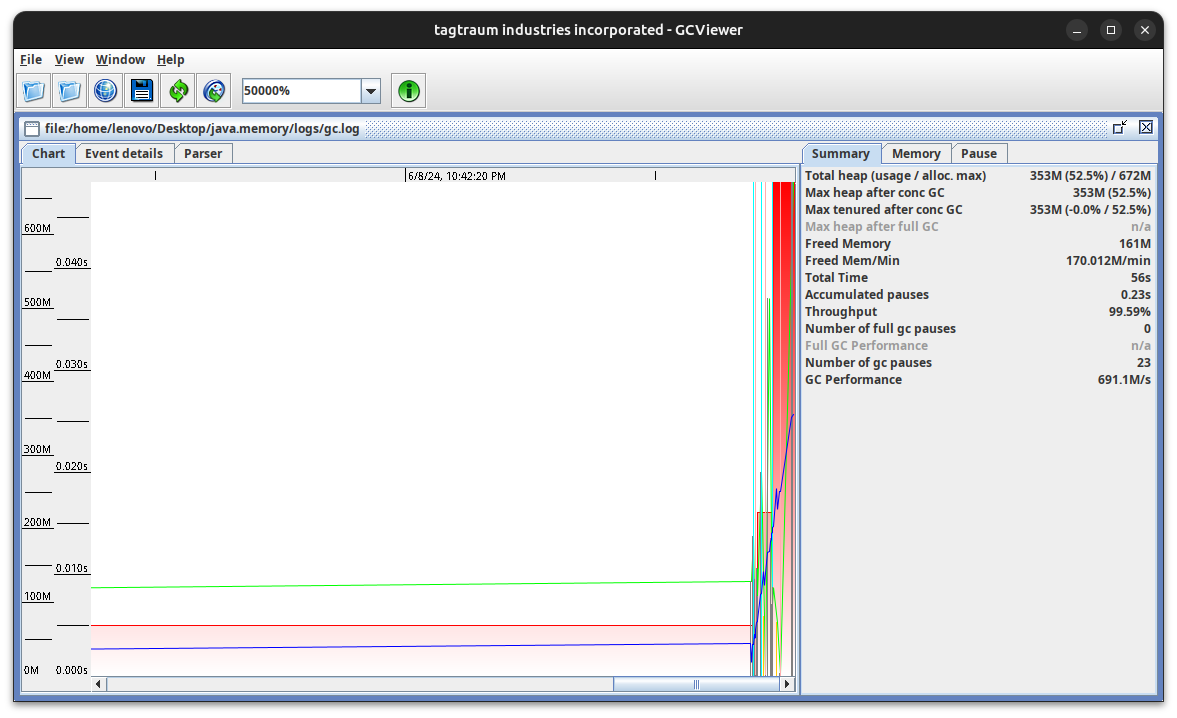 tagtraum industries incorporated - GCViewer
File View Window Help
50000%
file:/home/lenovo/Desktop/java.memory/logs/gc.log
Chart Event details Parser
Summary Memory Pause
6/8/24, 10:42:20 PM
600M
0.040s
500M
0.030s
400M
300M
0.020s
200M
0.010s
100M
0M 0.000s
Total heap (usage / alloc. max) 353M (52.5%) / 672M
Max heap after conc GC 353M (52.5%)
Max tenured after conc GC 353M (-0.0% / 52.5%)
Max heap after full GC n/a
Freed Memory 161M
Freed Mem/Min 170.012M/min
Total Time 56s
Accumulated pauses 0.23s
Throughput 99.59%
Number of full gc pauses 0
Full GC Performance n/a
Number of gc pauses 23
GC Performance 691.1M/s